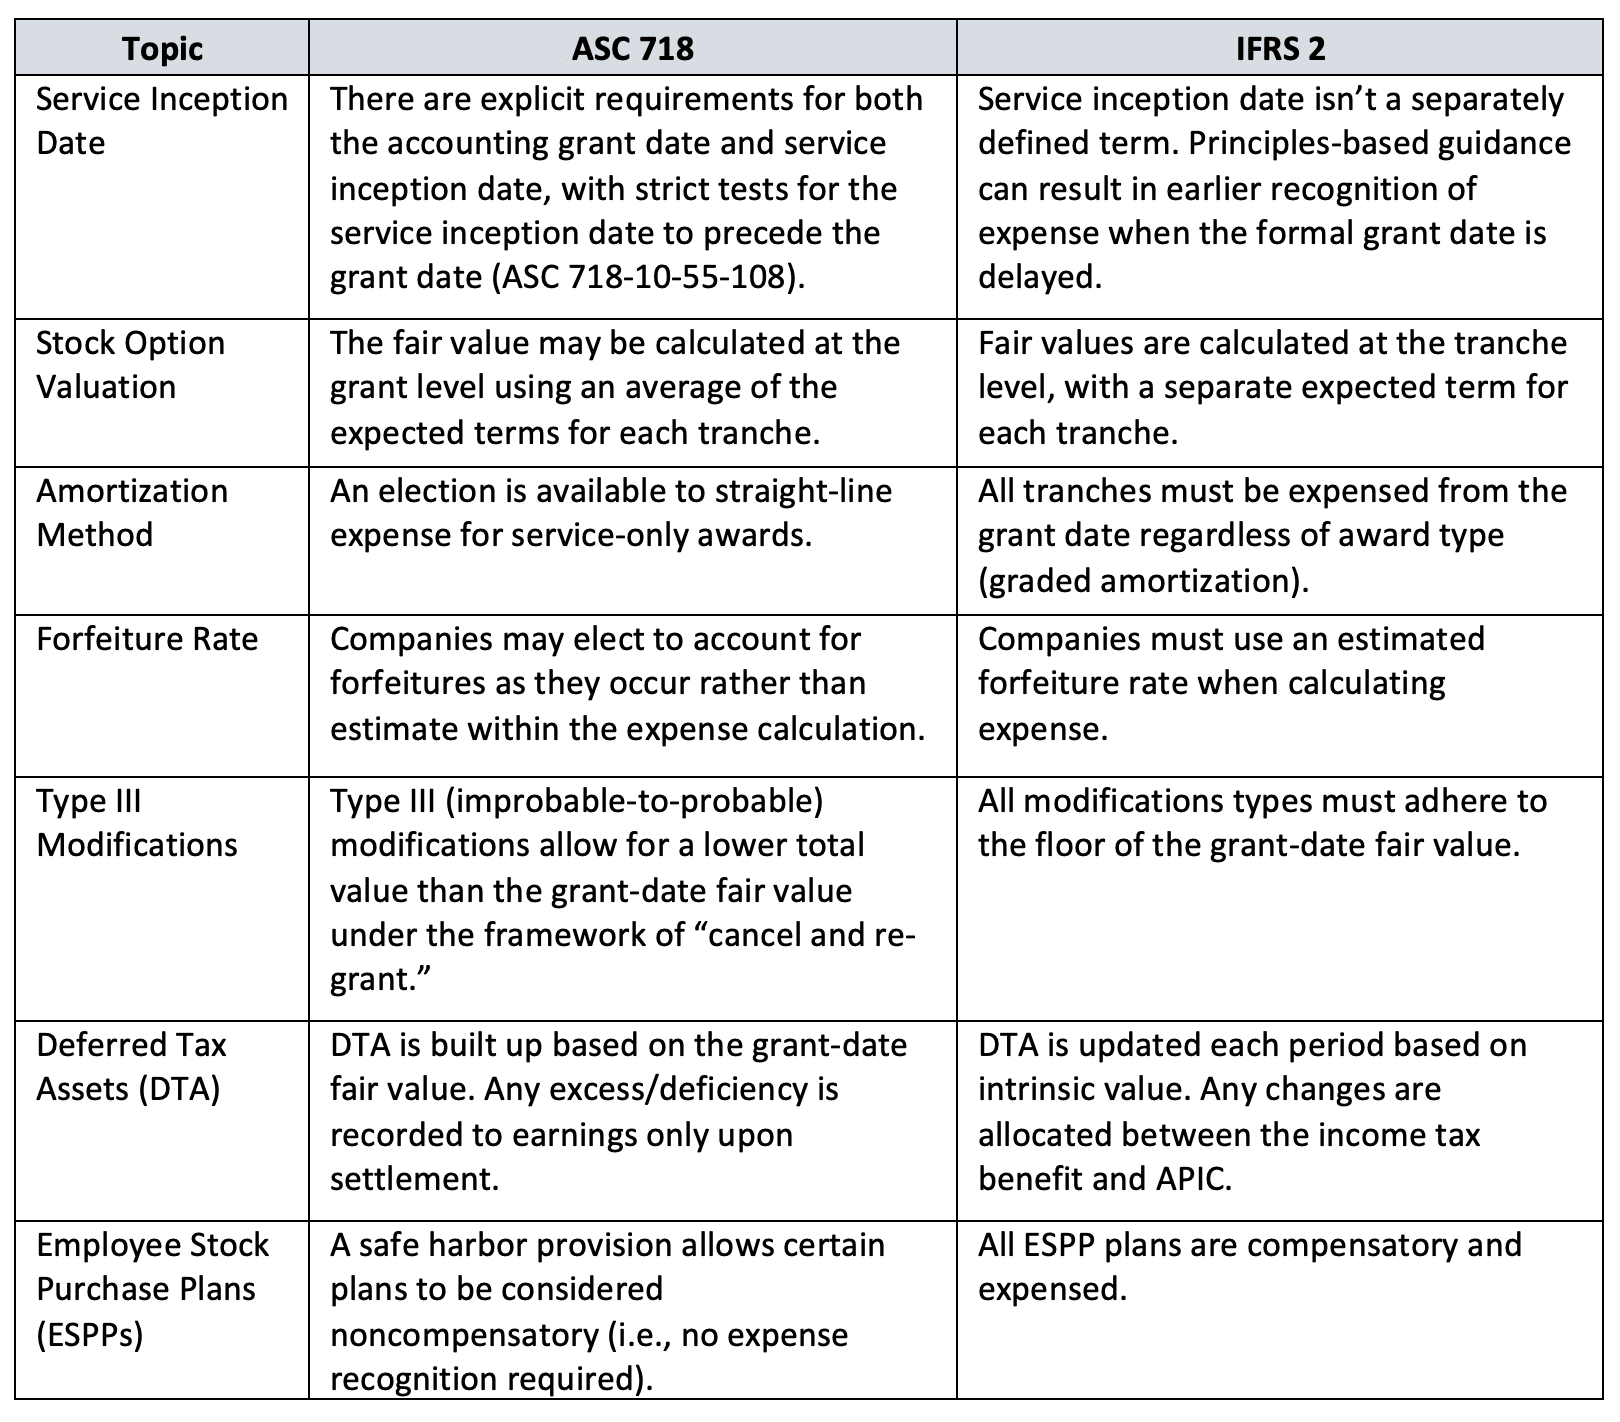 Topic
ASC 718
IFRS 2
Service Inception
Date
There are explicit requirements for both
the accounting grant date and service
inception date, with strict tests for the
service inception date to precede the
grant date (ASC 718-10-55-108).
Service inception date isn’t a separately
defined term. Principles-based guidance
can result in earlier recognition of
expense when the formal grant date is
delayed.
Stock Option
Valuation
The fair value may be calculated at the
grant level using an average of the
expected terms for each tranche.
Fair values are calculated at the tranche
level, with a separate expected term for
each tranche.
Amortization
Method
An election is available to straight-line
expense for service-only awards.
All tranches must be expensed from the
grant date regardless of award type
(graded amortization).
Forfeiture Rate
Companies may elect to account for
forfeitures as they occur rather than
estimate within the expense calculation.
Companies must use an estimated
forfeiture rate when calculating
expense.
Type III
Modifications
Type III (improbable-to-probable)
modifications allow for a lower total
value than the grant-date fair value
under the framework of “cancel and re-
grant.”
All modifications types must adhere to
the floor of the grant-date fair value.
Deferred Tax
Assets (DTA)
DTA is built up based on the grant-date
fair value. Any excess/deficiency is
recorded to earnings only upon
settlement.
DTA is updated each period based on
intrinsic value. Any changes are
allocated between the income tax
benefit and APIC.
Employee Stock
Purchase Plans
(ESPPs)
A safe harbor provision allows certain
plans to be considered
noncompensatory (i.e., no expense
recognition required).
All ESPP plans are compensatory and
expensed.